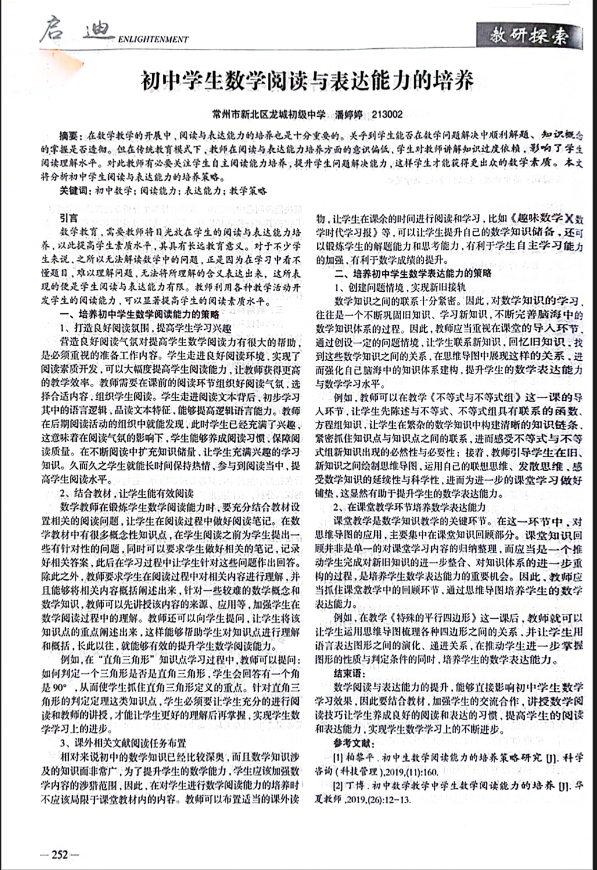 启迪 ENLIGHTENMENT
教研探索
初中学生数学阅读与表达能力的培养
常州市新北区龙城初级中学 潘婷婷 213002
摘要：在数学教学的开展中，阅读与表达能力的培养也是十分重要的。关乎到学生能否在数学问题解决中顺利解题、知识概念
的掌握是否透彻。但在传统教育模式下，教师在阅读与表达能力培养方面的意识偏低，学生对教师讲解知识过度依赖，影响了学生
阅读理解水平。对此教师有必要关注学生自主阅读能力培养，提升学生问题解决能力，这样学生才能获得更出众的数学素质。本文
将分析初中学生阅读与表达能力的培养策略。
关键词：初中数学；阅读能力；表达能力；教学策略
引言
数学教育，需要教师将目光放在学生的阅读与表达能力培
养，以此提高学生素质水平，其具有长远教育意义。对于不少学
生来说，之所以无法解读数学中的问题，正是因为在学习中看不
懂题目，难以理解问题，无法将所理解的含义表达出来，这所表
现的便是学生阅读与表达能力有限。教师利用各种教学活动开
发学生的阅读能力，可以显著提高学生的阅读素质水平。
一、培养初中学生数学阅读能力的策略
1、打造良好阅读氛围，提高学生学习兴趣
营造良好阅读气氛对提高学生数学阅读力有很大的帮助，
是必须重视的准备工作内容。学生走进良好阅读环境，实现了
阅读素质开发，可以大幅度提高学生阅读能力，让教师获得更高
的教学效率。教师需要在课前的阅读环节组织好阅读气氛，选
择合适内容，组织学生阅读。学生走进阅读文本背后，初步学习
其中的语言逻辑，品读文本特征，能够提高逻辑语言能力。教师
在后期阅读活动的组织中就能发现，此时学生已经充满了兴趣，
这意味着在阅读气氛的影响下，学生能够养成阅读习惯，保障阅
读质量。在不断阅读中扩充知识储量，让学生充满兴趣的学习
知识。久而久之学生就能长时间保持热情，参与到阅读当中，提
高学生阅读水平。
2、结合教材，让学生能有效阅读
数学教师在锻炼学生数学阅读能力时，要充分结合教材设
置相关的阅读问题，让学生在阅读过程中做好阅读笔记。在数
学教材中有很多概念性知识点，在学生阅读之前为学生提出一
些有针对性的问题，同时可以要求学生做好相关的笔记，记录
好相关答案，此后在学习过程中让学生针对这些问题作出回答。
除此之外，教师要求学生在阅读过程中对相关内容进行理解，并
且能够将相关内容概括阐述出来，针对一些较难的数学概念和
数学知识，教师可以先讲授该内容的来源、应用等，加强学生在
数学阅读过程中的理解。教师还可以向学生提问，让学生将该
知识点的重点阐述出来，这样能够帮助学生对知识点进行理解
和概括，长此以往，就能够有效的提升学生数学阅读能力。
例如，在“直角三角形”知识点学习过程中，教师可以提问：
如何判定一个三角形是否是直角三角形，学生会回答有一个角
是90°，从而使学生抓住直角三角形定义的重点。针对直角三
角形的判定定理这类知识点，学生必须要让学生充分的进行阅
读和教师的讲授，才能让学生更好的理解后再掌握，实现学生数
学学习上的进步。
3、课外相关文献阅读任务布置
相对来说初中的数学知识已经比较深奥，而且数学知识涉
及的知识面非常广，为了提升学生的数学能力，学生应该加强数
学内容的涉猎范围，因此，在对学生进行数学阅读能力的培养时
不应该局限于课堂教材内的内容。教师可以布置适当的课外读
物，让学生在课余的时间进行阅读和学习，比如《趣味数学》《数
学时代学习报》等，可以让学生提升自己的数学知识储备，还可
以锻炼学生的解题能力和思考能力，有利于学生自主学习能力
的加强，有利于数学成绩的提升。
二、培养初中学生数学表达能力的策略
1、创建问题情境，实现新旧接轨
数学知识之间的联系十分紧密。因此，对数学知识的学习，
往往是一个不断巩固旧知识、学习新知识，不断完善脑海中的
数学知识体系的过程。因此，教师应当重视在课堂的导入环节，
通过创设一定的问题情境，让学生联系新知识，回忆旧知识，找
到这些数学知识之间的关系，在思维导图中展现这样的关系，进
而强化自己脑海中的知识体系建构，提升学生的数学表达能力
与数学学习水平。
例如，教师可以在教学《不等式与不等式组》这一课的导
入环节，让学生先陈述与不等式、不等式组具有联系的函数、
方程组知识，让学生在繁杂的数学知识中构建清晰的知识链条，
紧密抓住知识点与知识点之间的联系，进而感受不等式与不等
式组新知识出现的必然性与必要性；接着，教师引导学生在旧、
新知识之间绘制思维导图，运用自己的联想思维、发散思维，感
受数学知识的延续性与科学性，进而为进一步的课堂学习做好
铺垫，这显然有助于提升学生的数学表达能力。
2、在课堂教学环节培养数学表达能力
课堂教学是数学知识教学的关键环节。在这一环节中，对
思维导图的应用，主要集中在课堂知识回顾部分。课堂知识回
顾并非是单一的对课堂学习内容的归纳整理，而应当是一个推
动学生完成对新旧知识的进一步整合、对知识体系的进一步重
构的过程，是培养学生数学表达能力的重要机会。因此，教师应
当抓住课堂教学中的回顾环节，通过思维导图培养学生的数学
表达能力。
例如，在教学《特殊的平行四边形》这一课后，教师就可以
让学生运用思维导图梳理各种四边形之间的关系，并让学生用
语言表达图形之间的演化、递进关系，在推动学生进一步掌握
图形的性质与判定条件的同时，培养学生的数学表达能力。
结束语：
数学阅读与表达能力的提升，能够直接影响初中学生数学
学习效果，因此要结合教材，加强学生的交流合作，讲授数学阅
读技巧让学生养成良好的阅读和表达的习惯，提高学生的阅读
和表达能力，实现学生数学学习上的不断进步。
参考文献：
[1]柏黎平.初中生数学阅读能力的培养策略研究[J].科学
咨询(科技管理),2019,(11):160.
[2]丁博.初中数学教学中学生数学阅读能力的培养[J].华
夏教师,2019,(26):12-13.
—252—